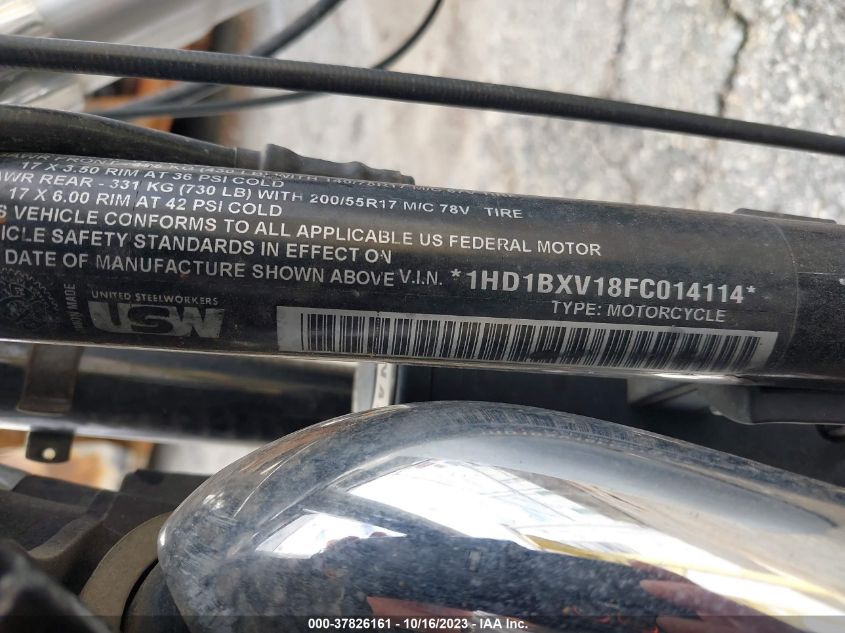 17 X 3.50 RIM AT 36 PSI COLD
AWR REAR - 331 KG (730 LB) WITH 200/55R17 M/C 78V TIRE
17 X 6.00 RIM AT 42 PSI COLD
S VEHICLE CONFORMS TO ALL APPLICABLE US FEDERAL MOTOR
ICLE SAFETY STANDARDS IN EFFECT ON
DATE OF MANUFACTURE SHOWN ABOVE V.I.N. *1HD1BXV18FC014114*
TYPE: MOTORCYCLE
UNION MADE
UNITED STEELWORKERS
USW
000-37826161 - 10/16/2023 - IAA Inc.